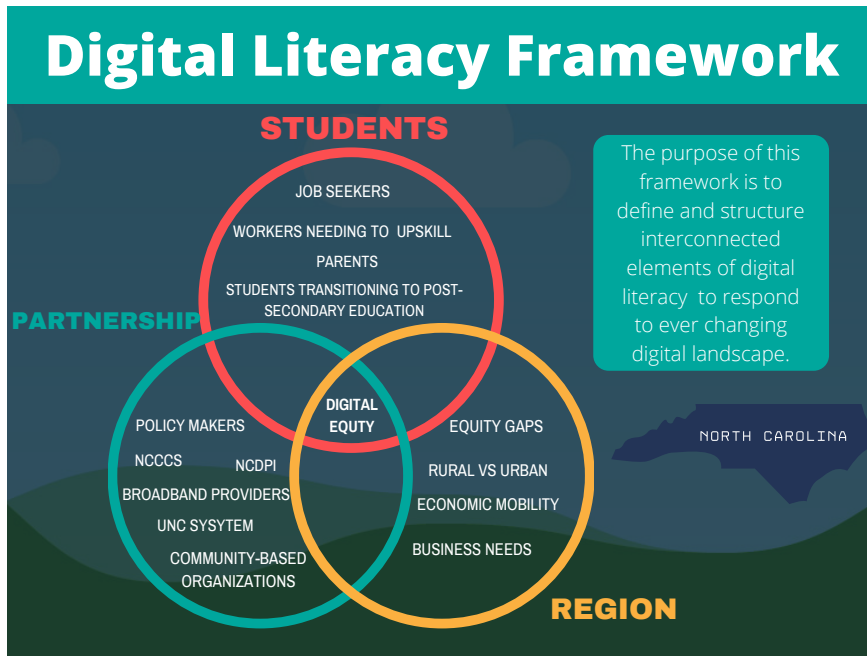 Digital Literacy Framework
STUDENTS
JOB SEEKERS
WORKERS NEEDING TO UPSKILL
PARENTS
STUDENTS TRANSITIONING TO POST-
SECONDARY EDUCATION
The purpose of this
framework is to
define and structure
interconnected
elements of digital
literacy to respond
to ever changing
digital landscape.
PARTNERSHIP
POLICY MAKERS
NCCCS
NCDPI
BROADBAND PROVIDERS
UNC SYSYTEM
COMMUNITY-BASED
ORGANIZATIONS
DIGITAL
EQUTY
EQUITY GAPS
RURAL VS URBAN
ECONOMIC MOBILITY
BUSINESS NEEDS
REGION
NORTH CAROLINA